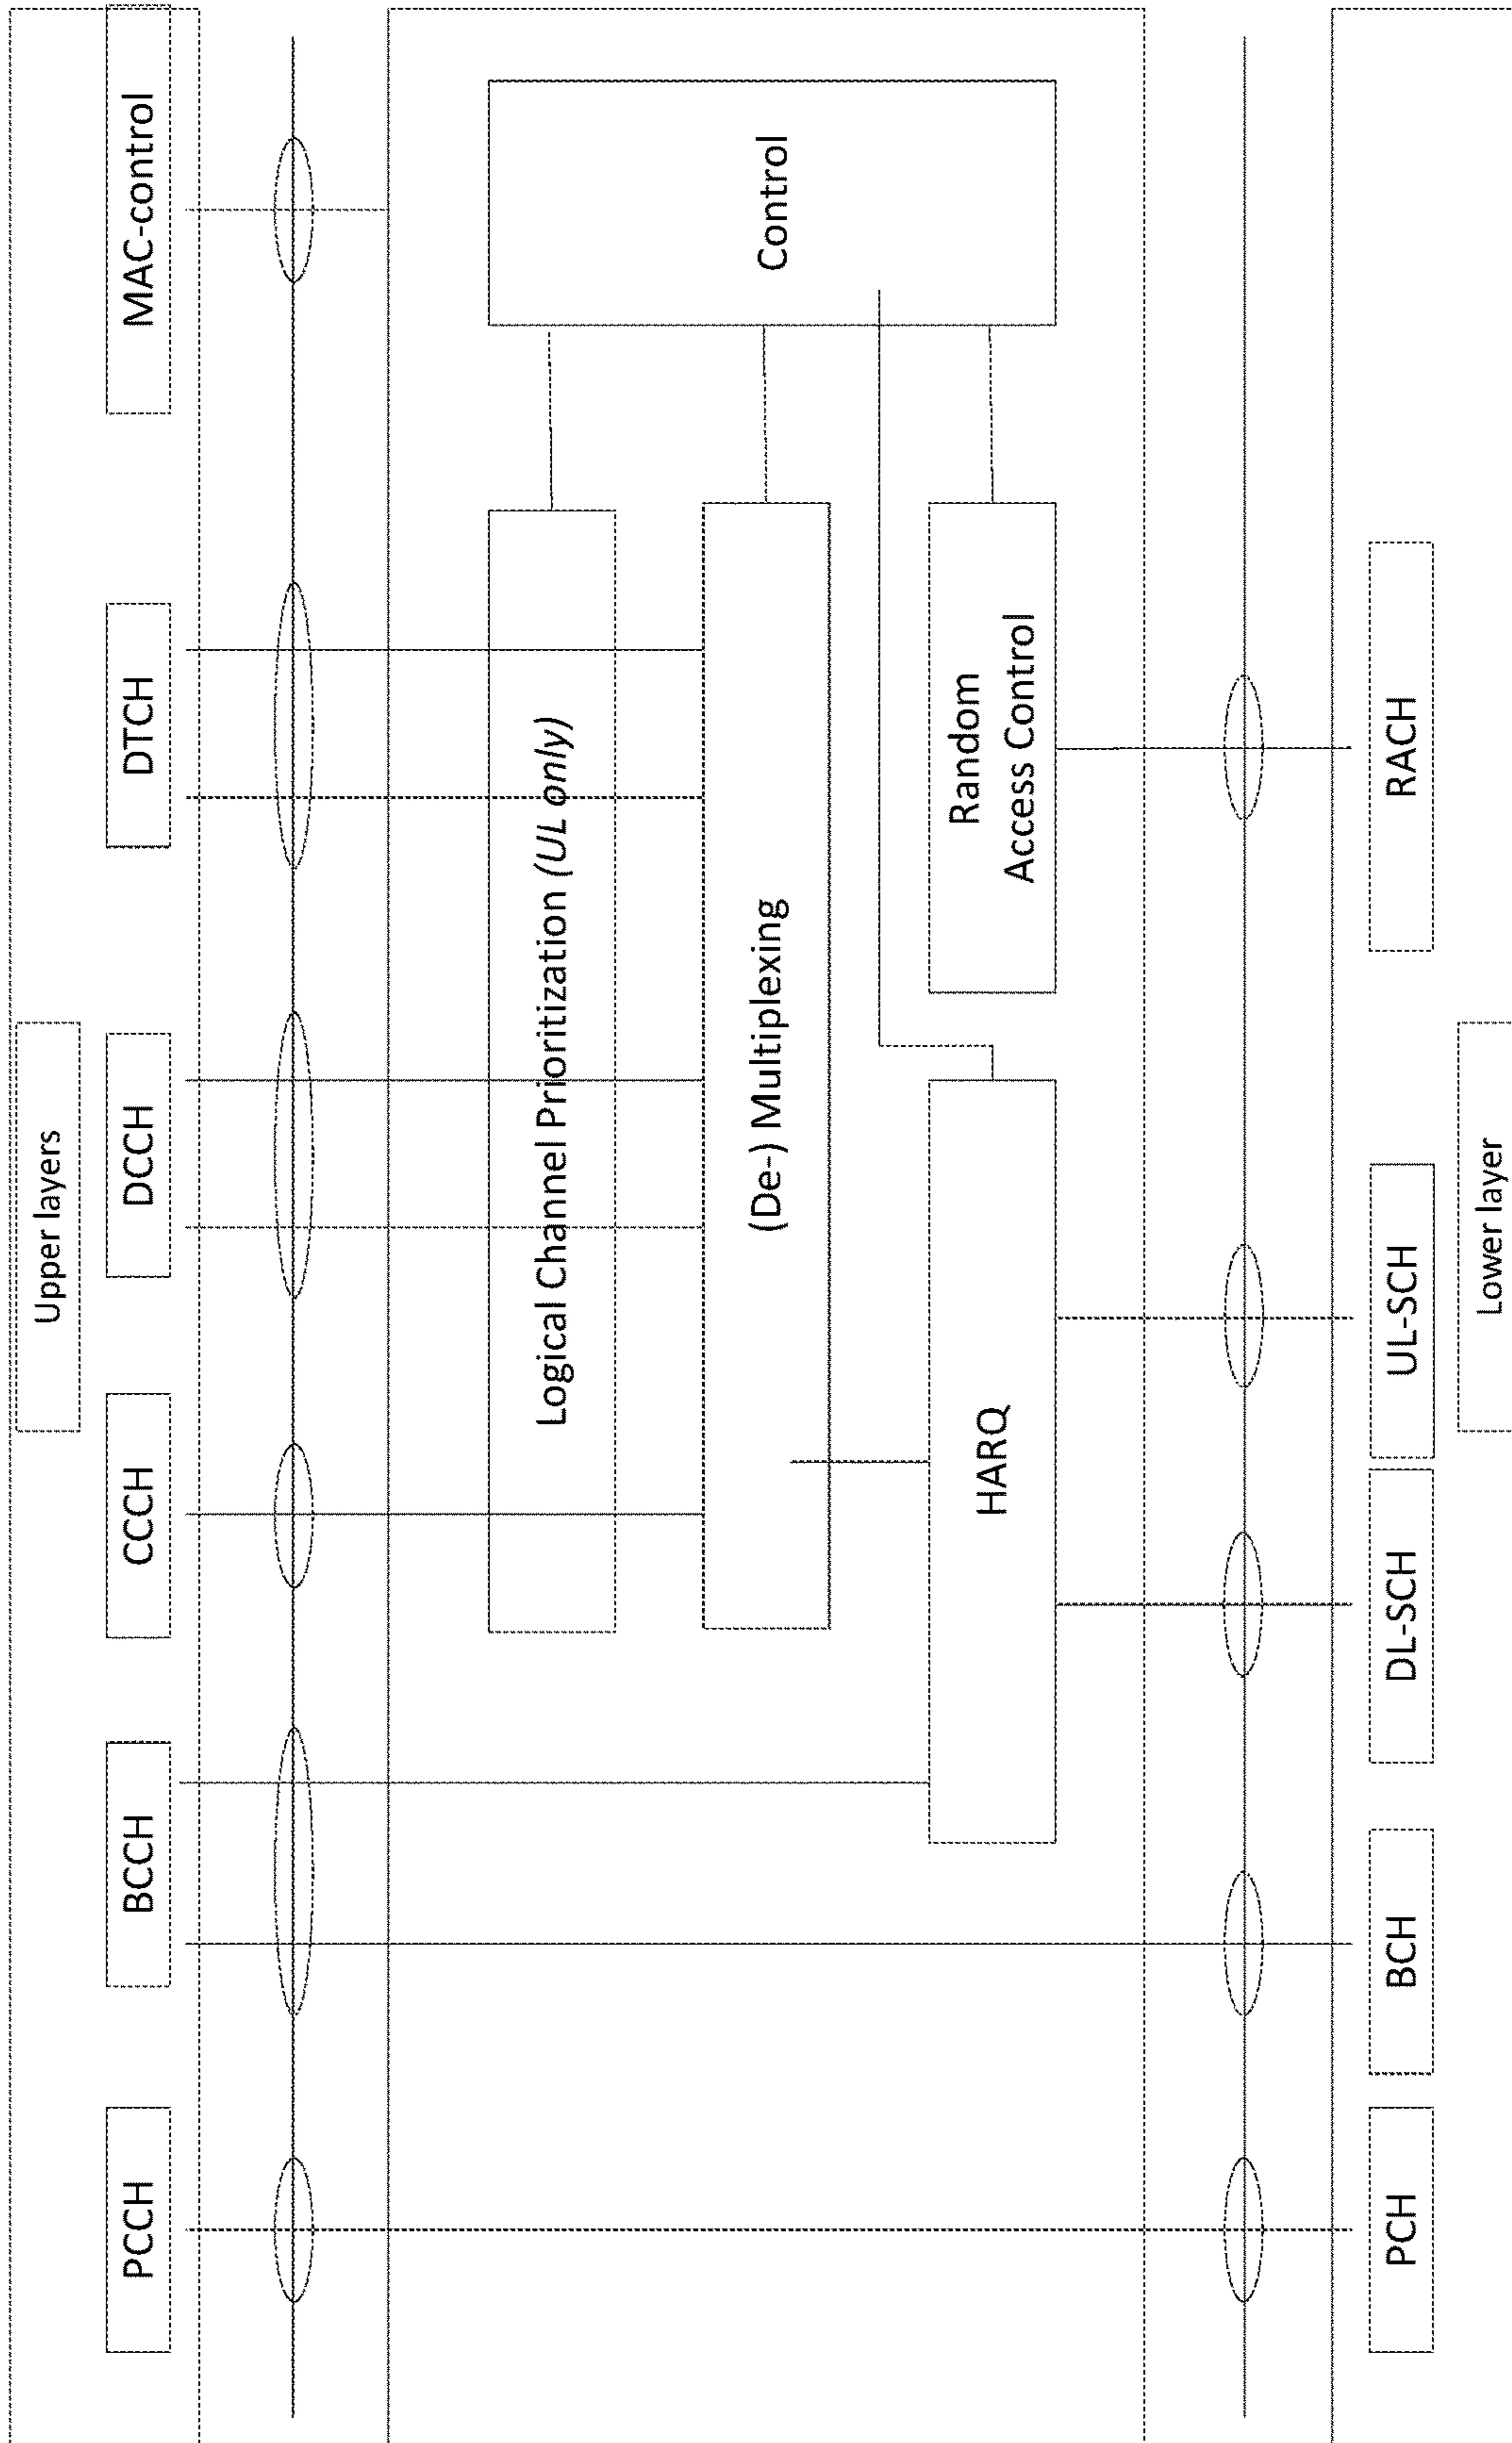 Upper layers
PCCH
BCCH
CCCH
DCCH
DTCH
MAC-control
Logical Channel Prioritization (UL only)
(De-) Multiplexing
Control
HARQ
Random
Access Control
PCH
BCH
DL-SCH
UL-SCH
RACH
Lower layer